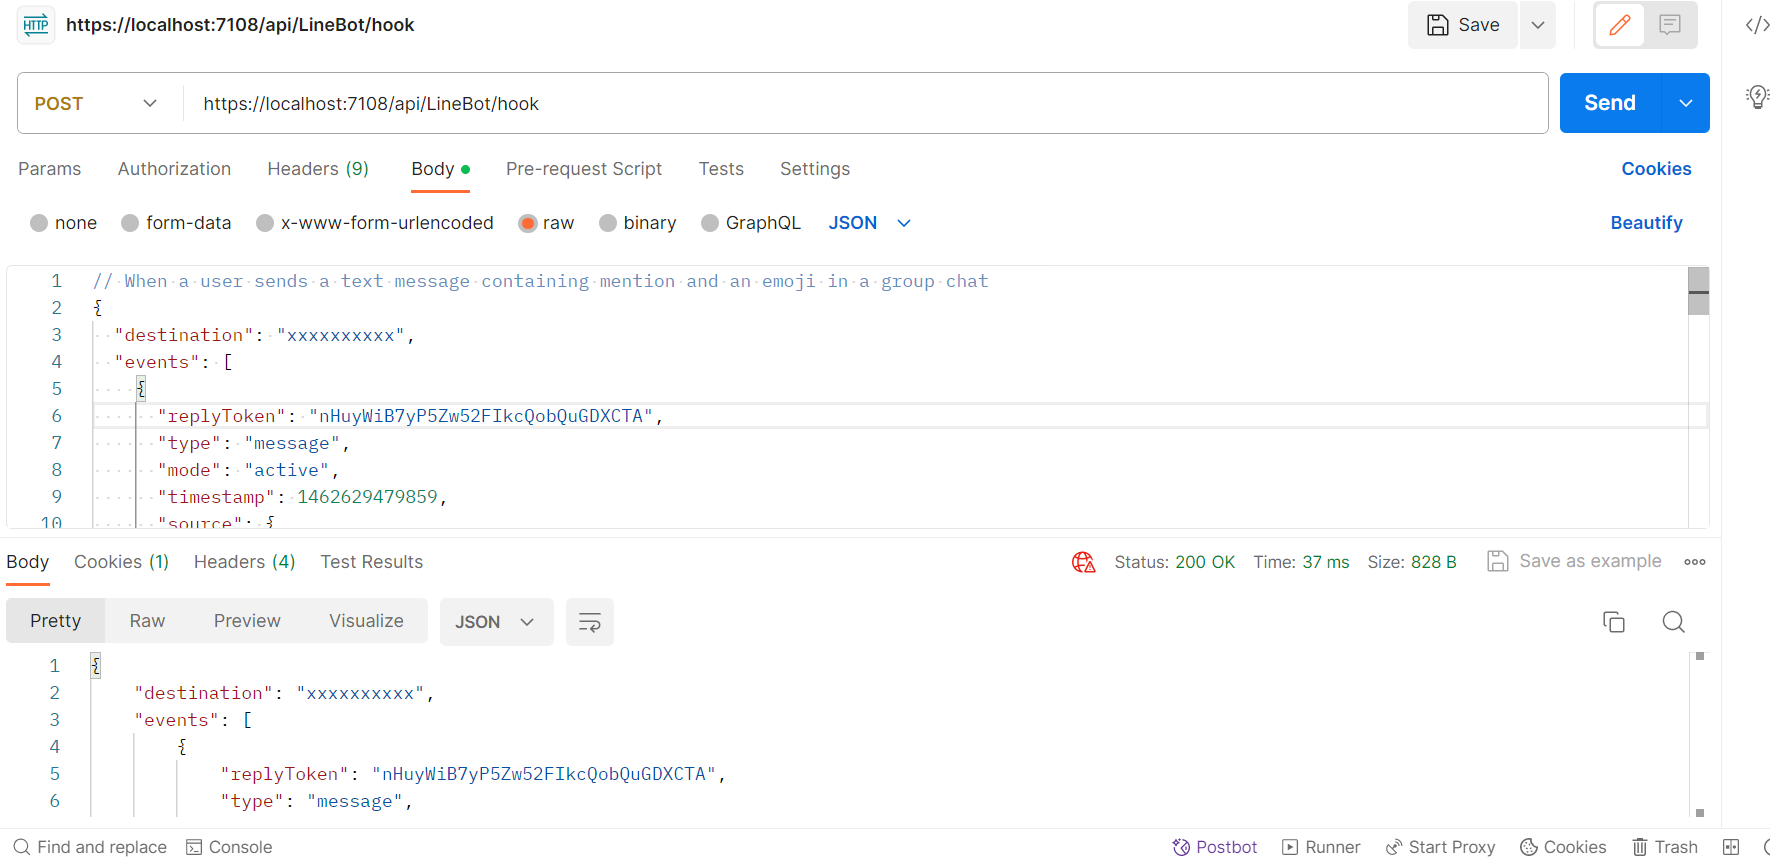 HTTP https://localhost:7108/api/LineBot/hook Save
POST https://localhost:7108/api/LineBot/hook Send
Params Authorization Headers (9) Body Pre-request Script Tests Settings Cookies
none form-data x-www-form-urlencoded raw binary GraphQL JSON Beautify
1 // When a user sends a text message containing mention and an emoji in a group chat
2 {
3 "destination": "xxxxxxxxxx",
4 "events": [
5 {
6 "replyToken": "nHuyWiB7yP5Zw52FIkcQobQuGDXCTA",
7 "type": "message",
8 "mode": "active",
9 "timestamp": 1462629479859,
10 "source": {
Body Cookies (1) Headers (4) Test Results Status: 200 OK Time: 37 ms Size: 828 B Save as example
Pretty Raw Preview Visualize JSON
1 {
2 "destination": "xxxxxxxxxx",
3 "events": [
4 {
5 "replyToken": "nHuyWiB7yP5Zw52FIkcQobQuGDXCTA",
6 "type": "message",
Find and replace Console Postbot Runner Start Proxy Cookies Trash